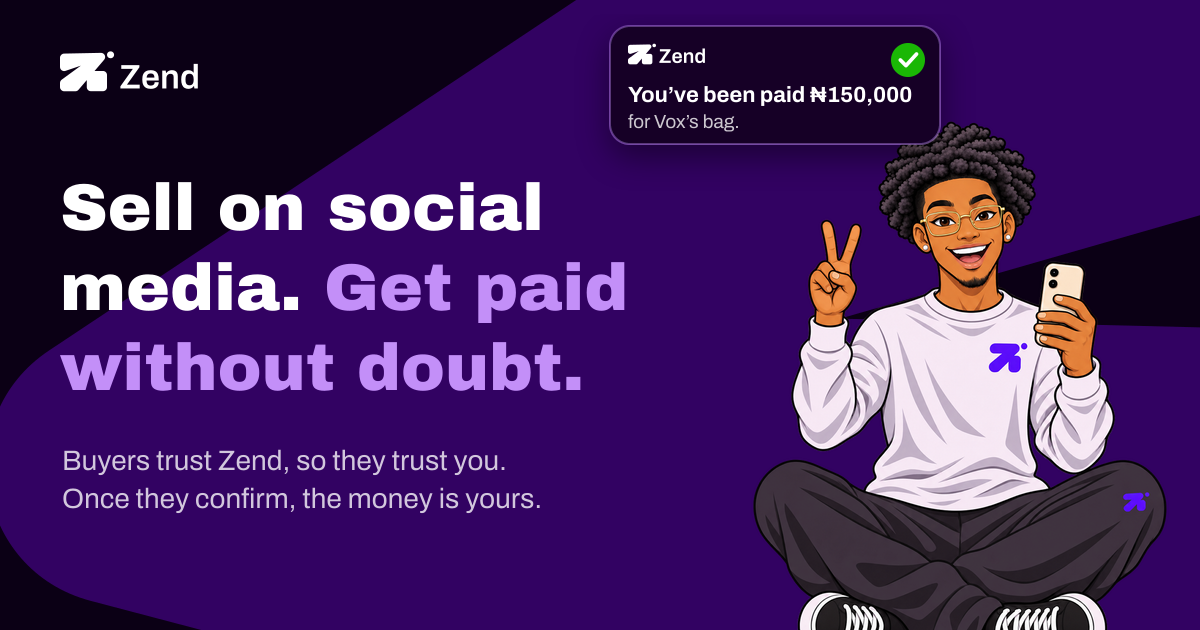 Zend
Zend
You’ve been paid ₦150,000
for Vox’s bag.
Sell on social
media. Get paid
without doubt.
Buyers trust Zend, so they trust you.
Once they confirm, the money is yours.